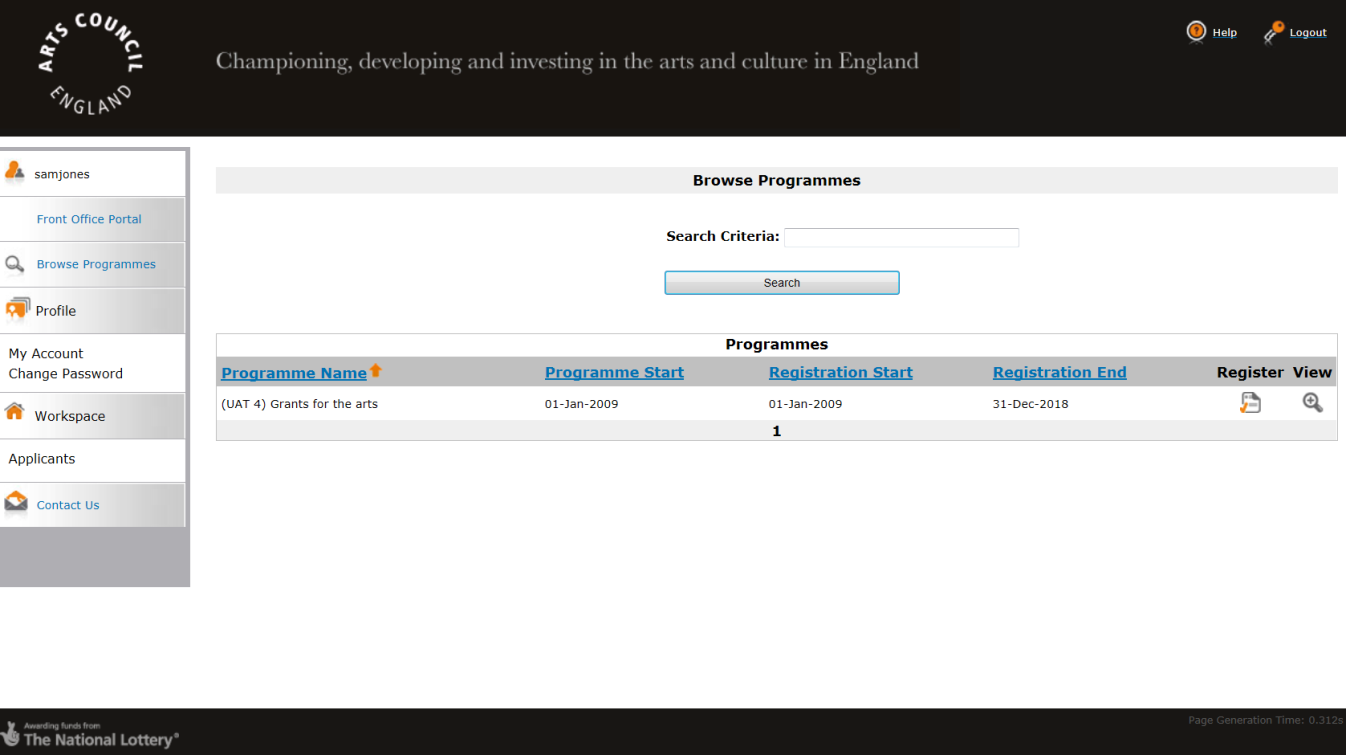 ARTS COUNCIL
ENGLAND
Championing, developing and investing in the arts and culture in England
Help
Logout
samjones
Front Office Portal
Browse Programmes
Profile
My Account
Change Password
Workspace
Applicants
Contact Us
Browse Programmes
Search Criteria:
Search
Programmes
Programme Name Programme Start Registration Start Registration End Register View
(UAT 4) Grants for the arts 01-Jan-2009 01-Jan-2009 31-Dec-2018
1
Awarding funds from
The National Lottery®
Page Generation Time: 0.312s